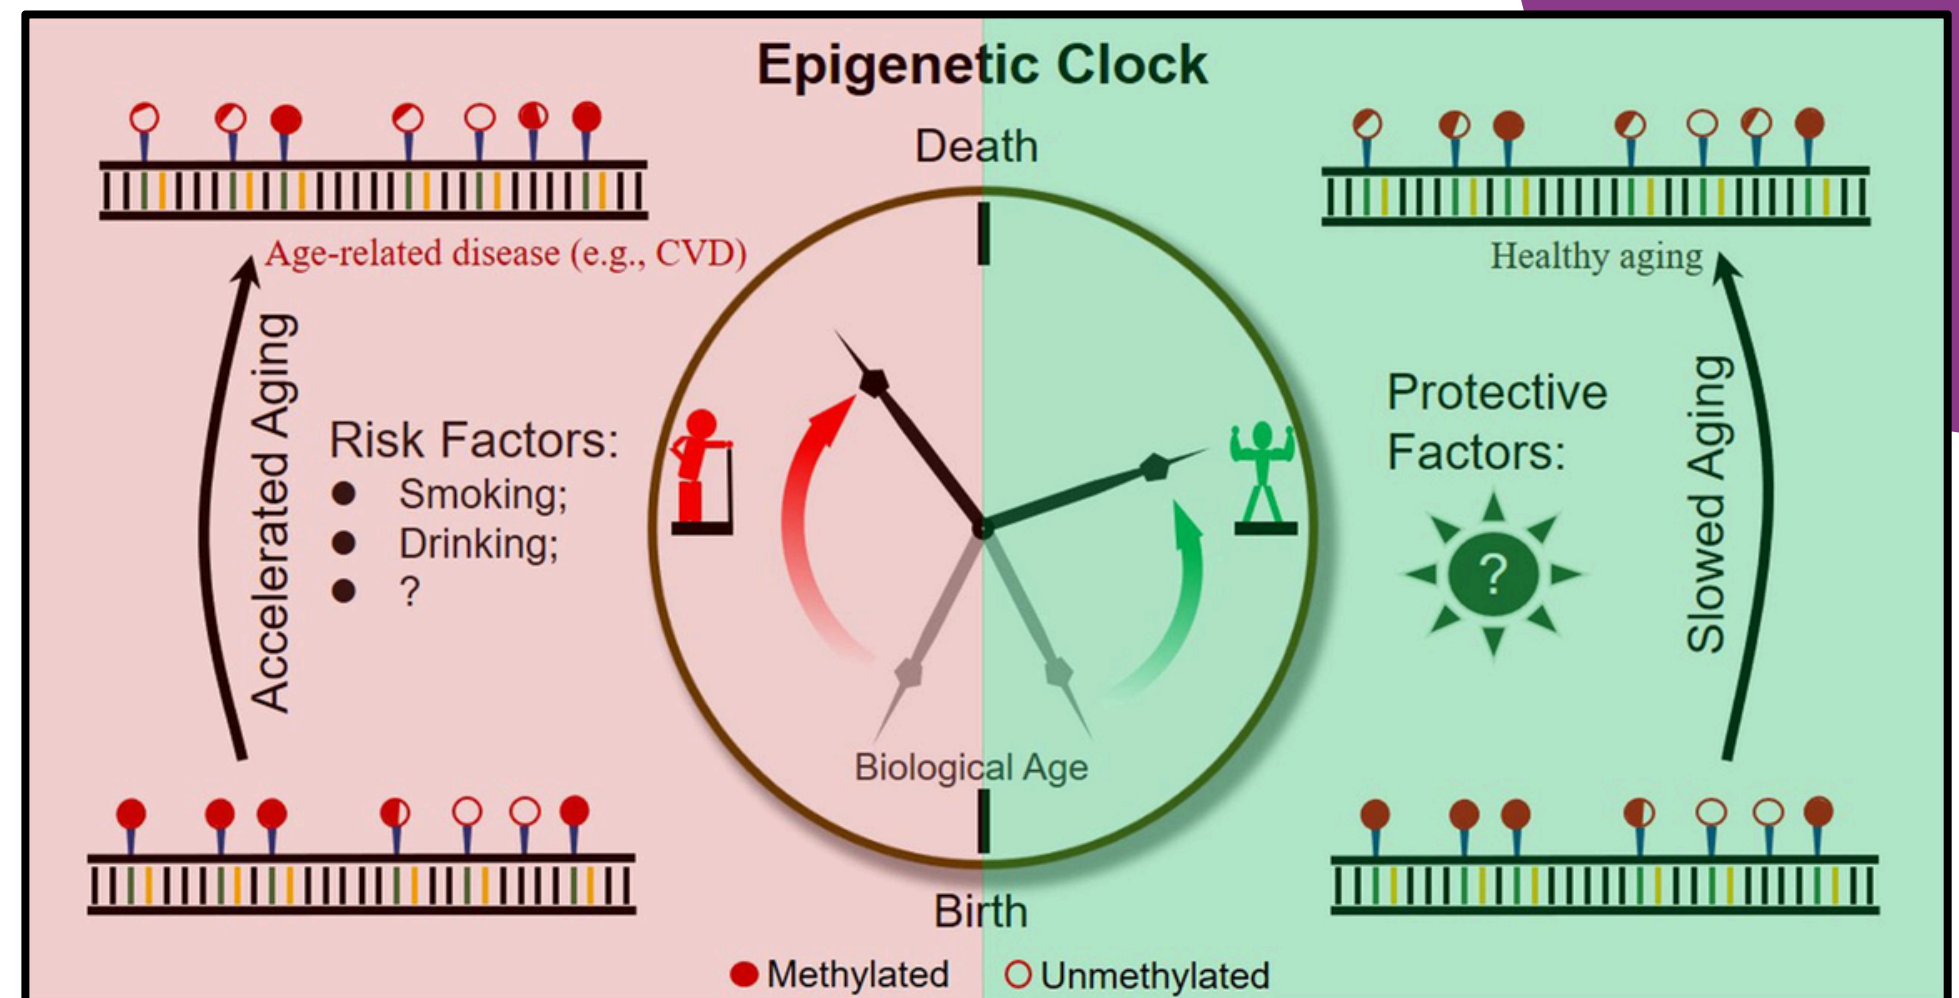 Epigenetic Clock
Death
Age-related disease (e.g., CVD)
Healthy aging
Accelerated Aging
Risk Factors:
● Smoking;
● Drinking;
● ?
Protective
Factors:
?
Slowed Aging
Biological Age
Birth
Methylated
Unmethylated